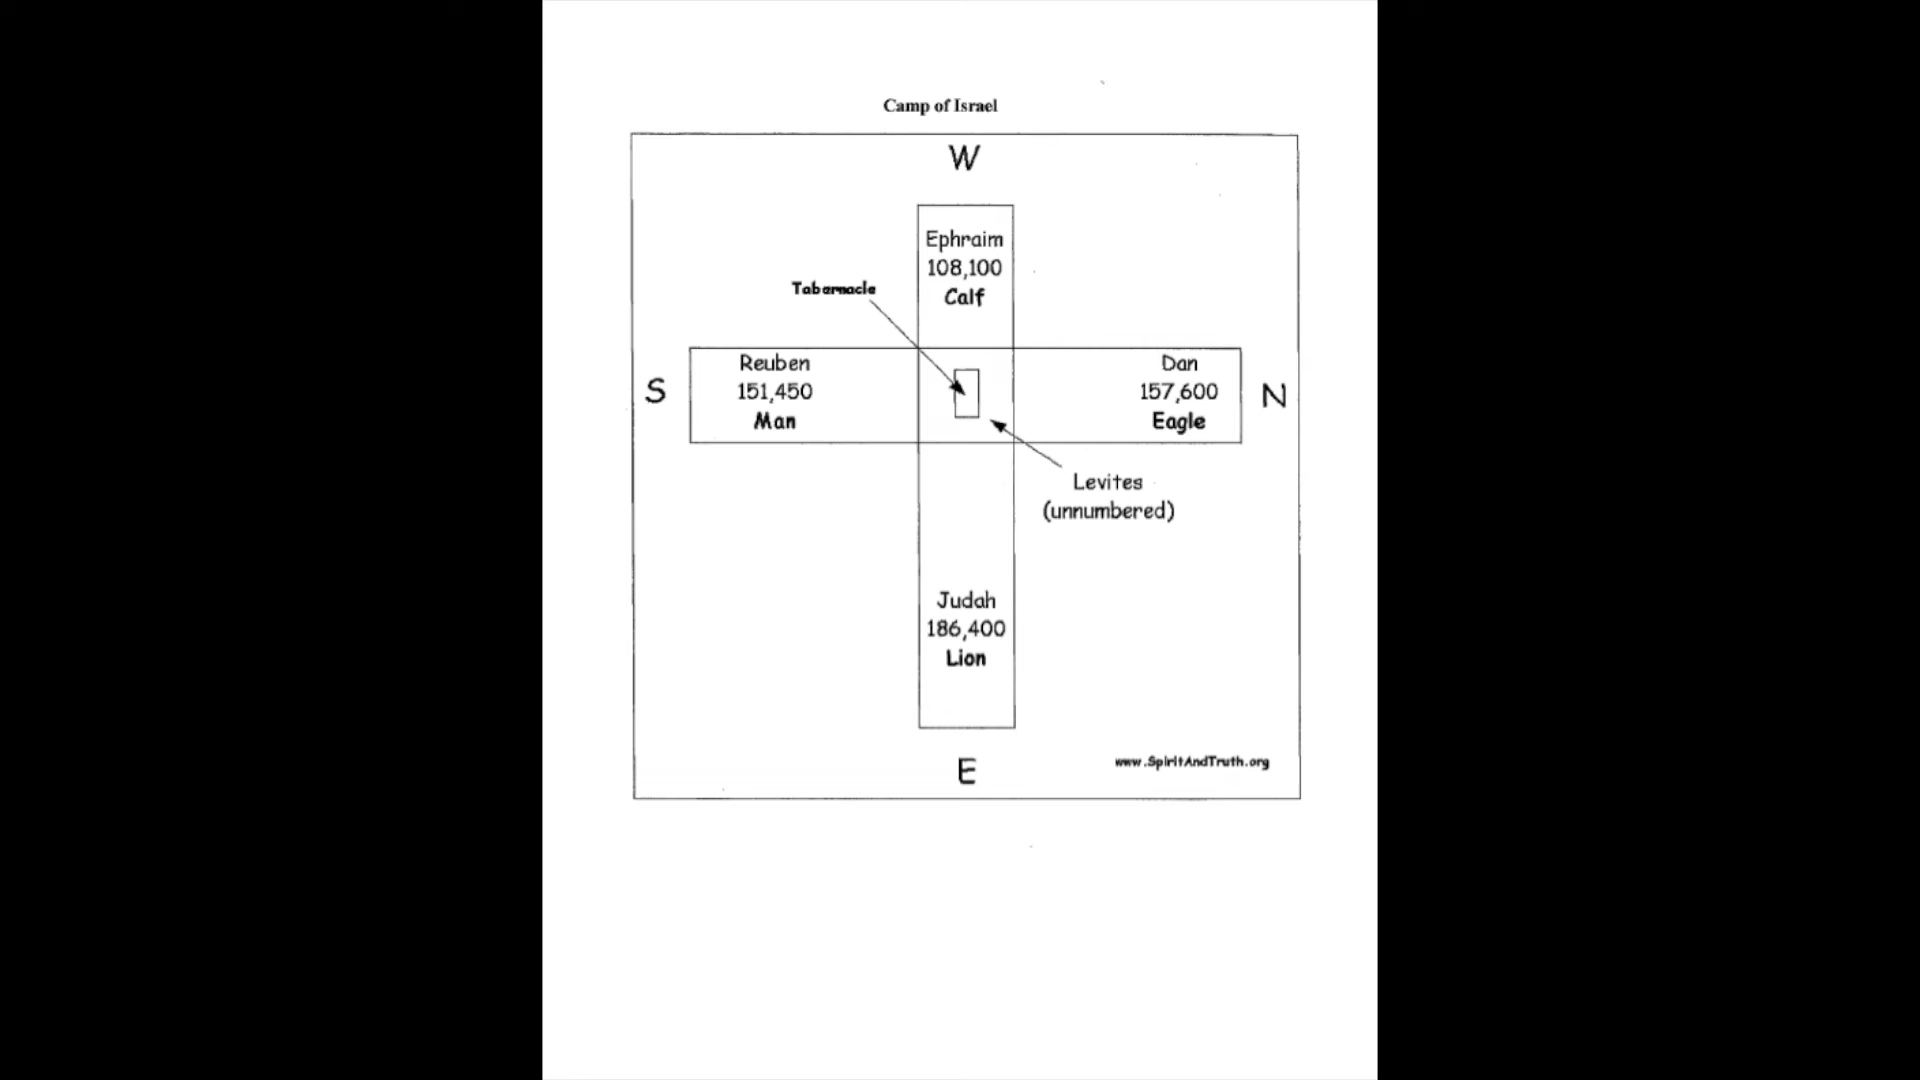 Camp of Israel
W
Ephraim
108,100
Calf
Tabernacle
S
Reuben
151,450
Man
Dan
157,600
Eagle
N
Levites
(unnumbered)
Judah
186,400
Lion
E
www.SpiritAndTruth.org